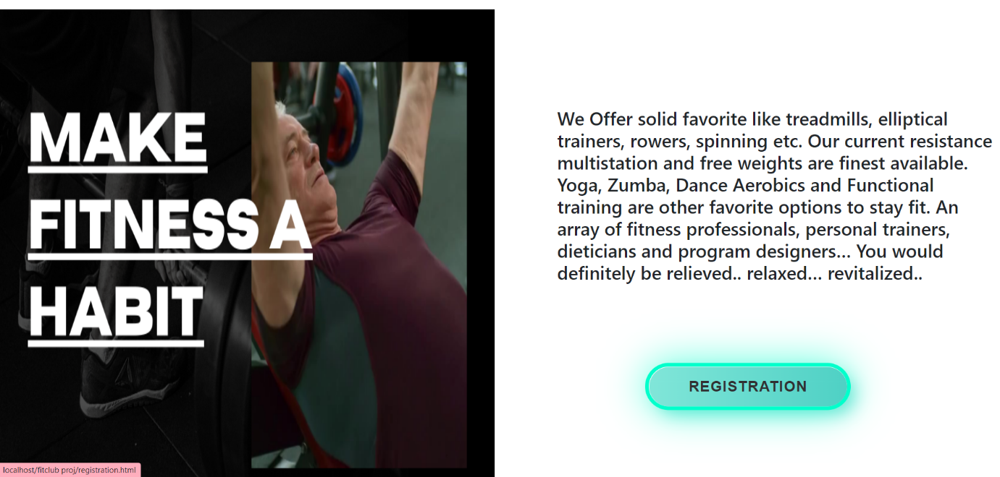 MAKE
FITNESS A
HABIT
We Offer solid favorite like treadmills, elliptical
trainers, rowers, spinning etc. Our current resistance
multistation and free weights are finest available.
Yoga, Zumba, Dance Aerobics and Functional
training are other favorite options to stay fit. An
array of fitness professionals, personal trainers,
dieticians and program designers... You would
definitely be relieved.. relaxed... revitalized..
REGISTRATION
localhost/fitclub proj/registration.html